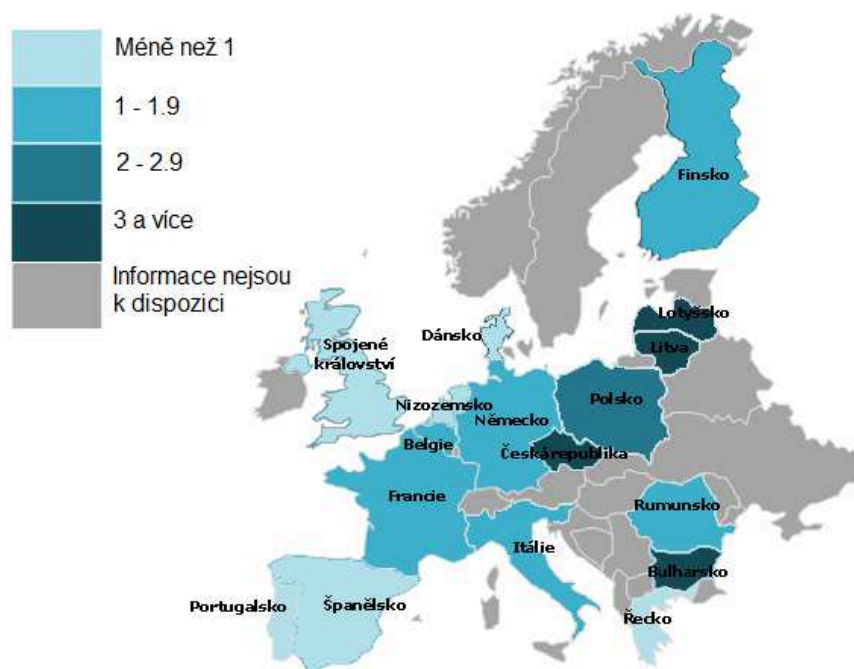 Méně než 1
1 - 1.9
2 - 2.9
3 a více
Informace nejsou
k dispozici
Finsko
Lotyšsko
Litva
Dánsko
Spojené
království
Nizozemsko
Německo
Polsko
Belgie
Českárepublika
Francie
Rumunsko
Itálie
Bulharsko
Portugalsko
Španělsko
Řecko